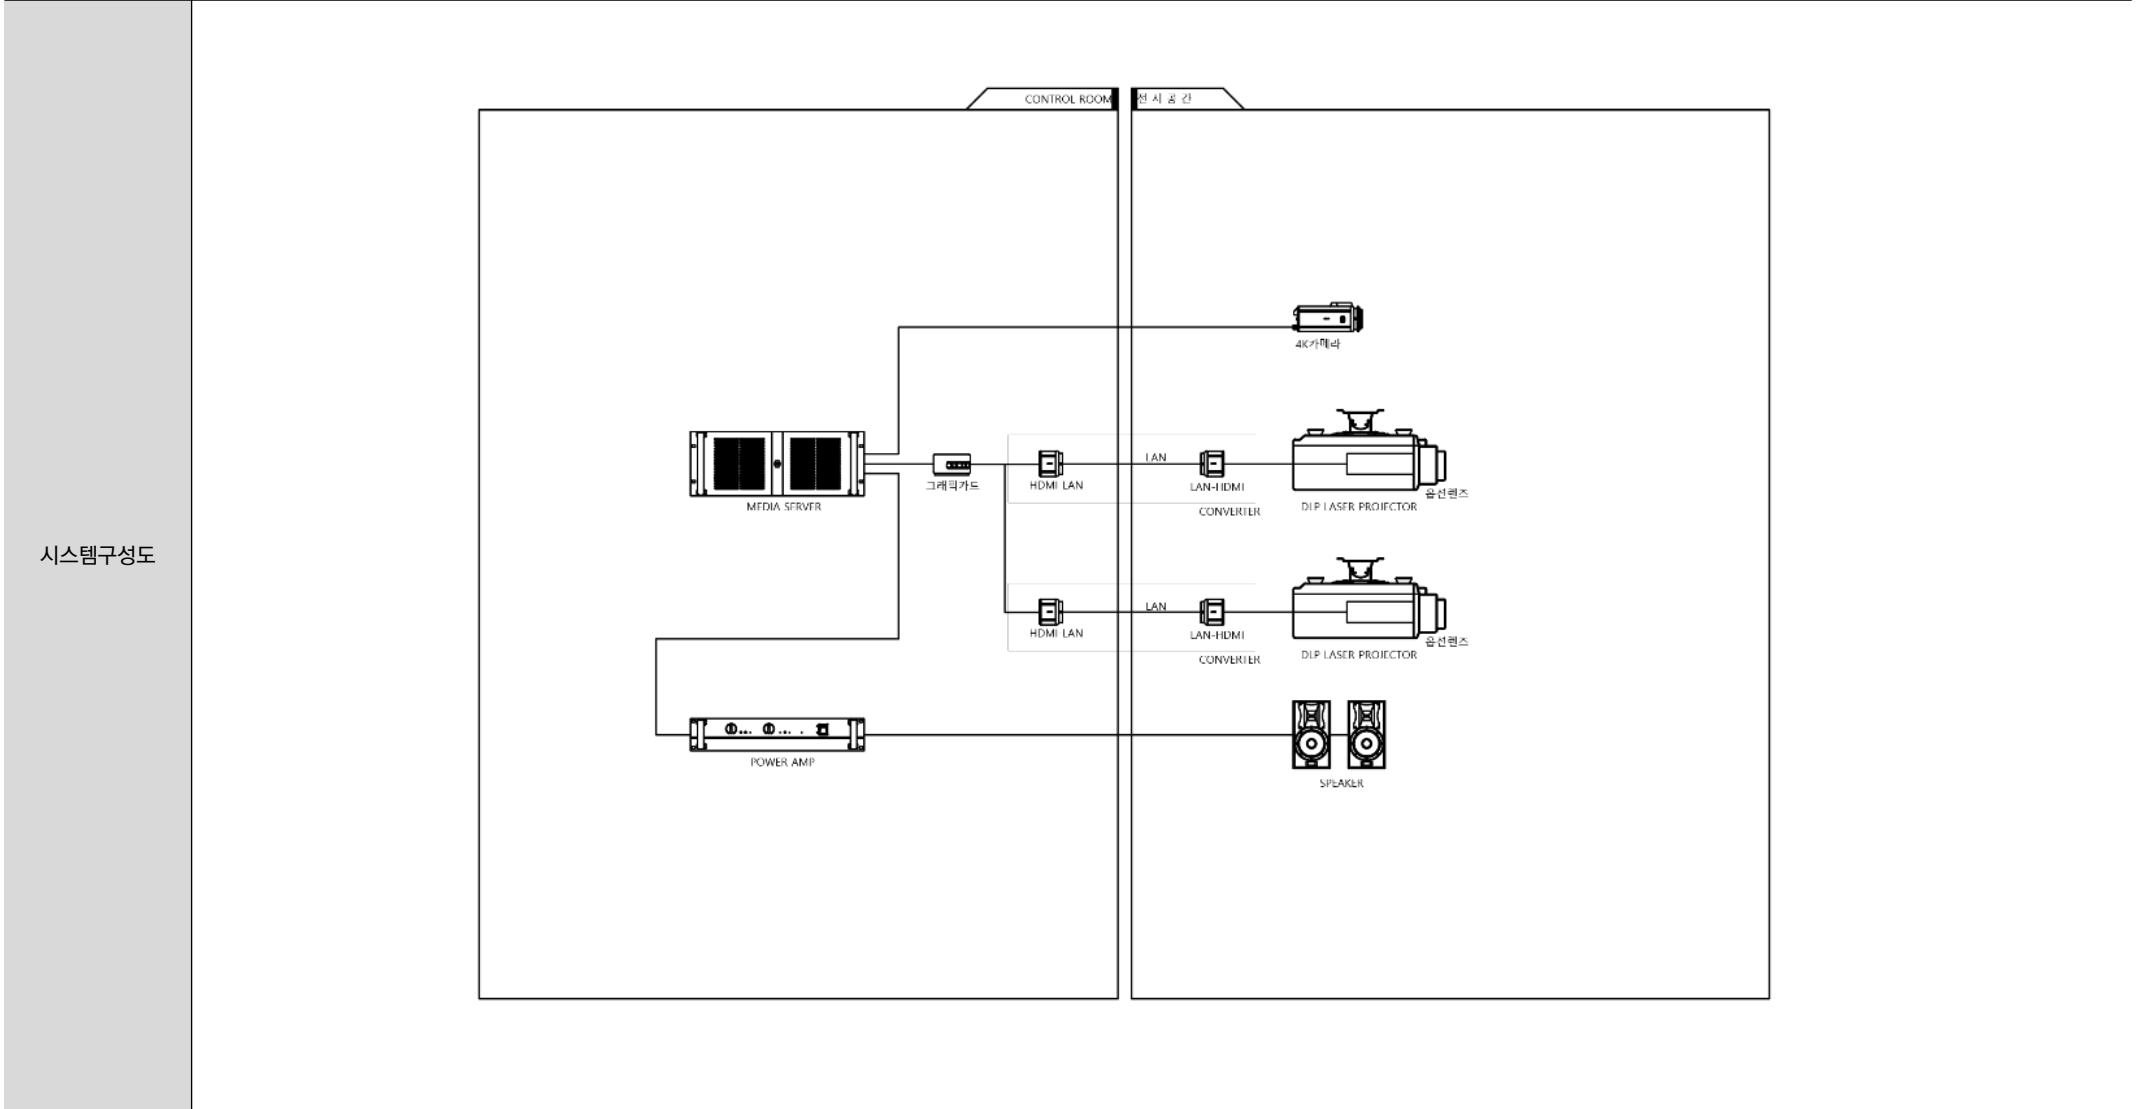 CONTROL ROOM
전시공간
4K카메라
그래픽카드
HDMI LAN
LAN
LAN-HDMI
옵션렌즈
MEDIA SERVER
CONVERTER
DLP LASER PROJECTOR
시스템구성도
HDMI LAN
LAN
LAN-HDMI
옵션렌즈
CONVERTER
DLP LASER PROJECTOR
POWER AMP
SPEAKER